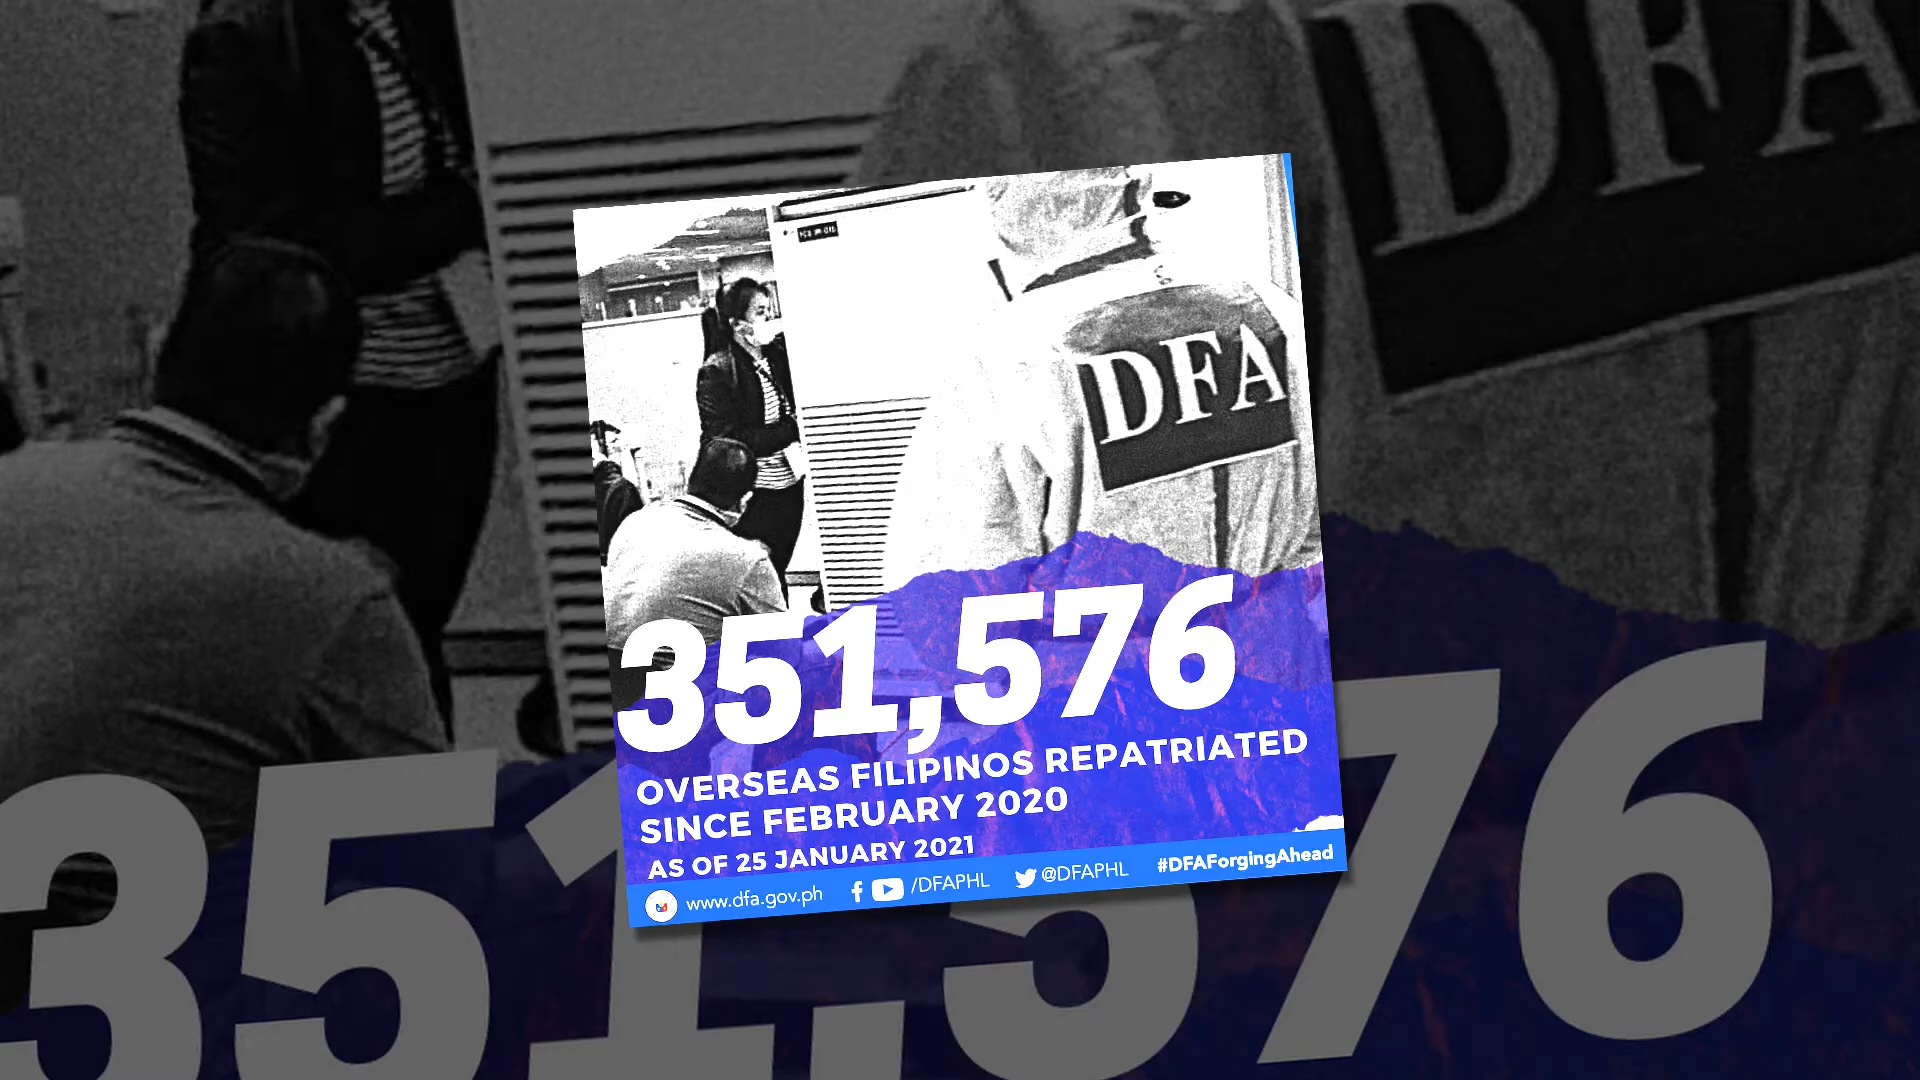 DFA
DFA
351,576
OVERSEAS FILIPINOS REPATRIATED
SINCE FEBRUARY 2020
AS OF 25 JANUARY 2021
www.dfa.gov.ph
/DFAPHL
@DFAPHL
#DFAForgingAhead
351,576